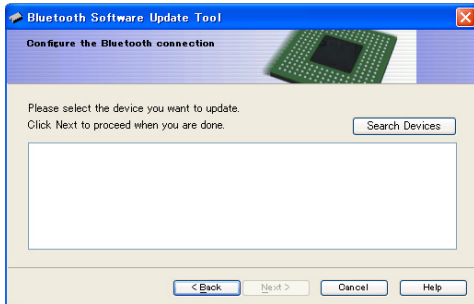 Bluetooth Software Update Tool
Configure the Bluetooth connection
Please select the device you want to update.
Click Next to proceed when you are done.
Search Devices
< Back
Next >
Cancel
Help